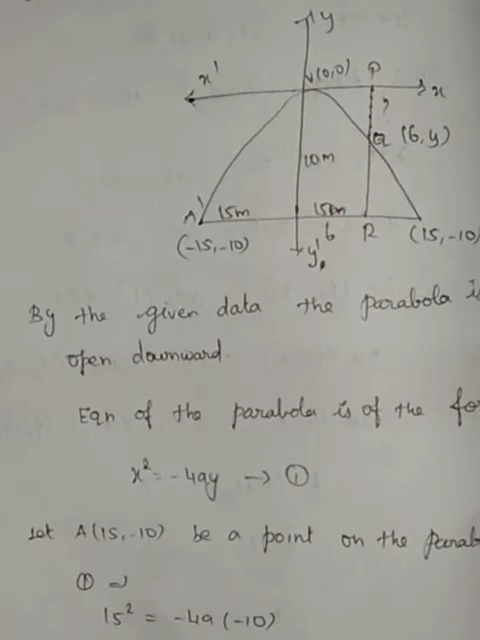 y
x'
V(0,0) P
x
?
Q (6,y)
10m
A'
15m 15m
6 R
(-15,-10) y' (15,-10)
By the given data the parabola i
open downward.
Eqn of the parabola is of the fo
x² = -4ay → ①
Let A(15,-10) be a point on the parab
① ⇒
15² = -4a (-10)